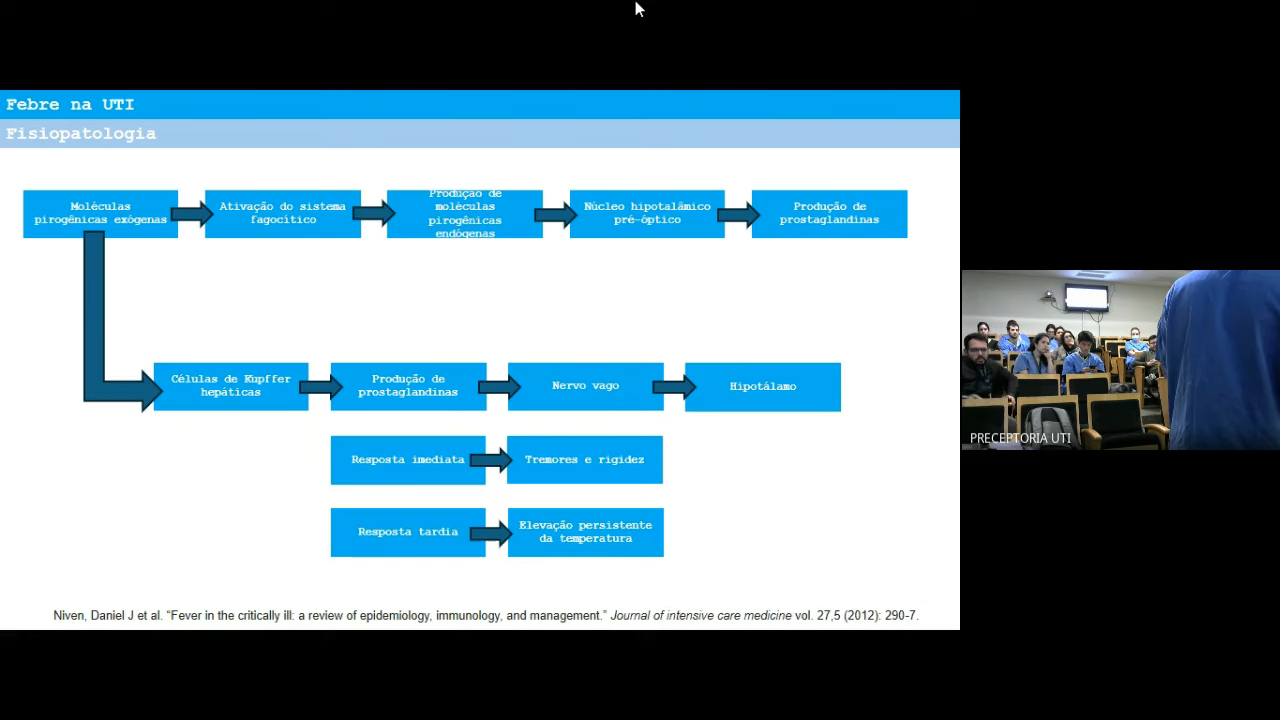 Febre na UTI
Fisiopatologia
Moléculas
pirogênicas exógenas
Ativação do sistema
fagocítico
Produção de
moléculas
pirogênicas
endógenas
Núcleo hipotalâmico
pré-óptico
Produção de
prostaglandinas
Células de Kupffer
hepáticas
Produção de
prostaglandinas
Nervo vago
Hipotálamo
Resposta imediata
Tremores e rigidez
Resposta tardia
Elevação persistente
da temperatura
Niven, Daniel J et al. “Fever in the critically ill: a review of epidemiology, immunology, and management.” Journal of intensive care medicine vol. 27,5 (2012): 290-7.
PRECEPTORIA UTI